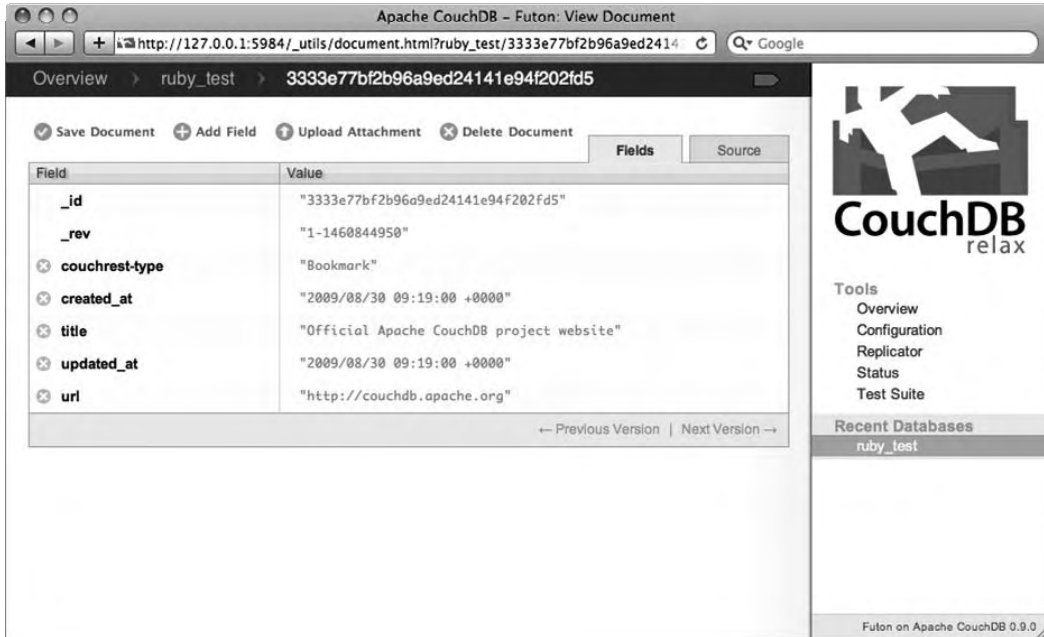 Apache CouchDB – Futon: View Document
http://127.0.0.1:5984/_utils/document.html?ruby_test/3333e77bf2b96a9ed2414
Google
Overview
ruby_test
3333e77bf2b96a9ed24141e94f202fd5
Save Document
Add Field
Upload Attachment
Delete Document
Fields
Source
Field
Value
_id
"3333e77bf2b96a9ed24141e94f202fd5"
_rev
"1-1460844950"
couchrest-type
"Bookmark"
created_at
"2009/08/30 09:19:00 +0000"
title
"Official Apache CouchDB project website"
updated_at
"2009/08/30 09:19:00 +0000"
url
"http://couchdb.apache.org"
← Previous Version | Next Version →
CouchDB
relax
Tools
Overview
Configuration
Replicator
Status
Test Suite
Recent Databases
ruby_test
Futon on Apache CouchDB 0.9.0